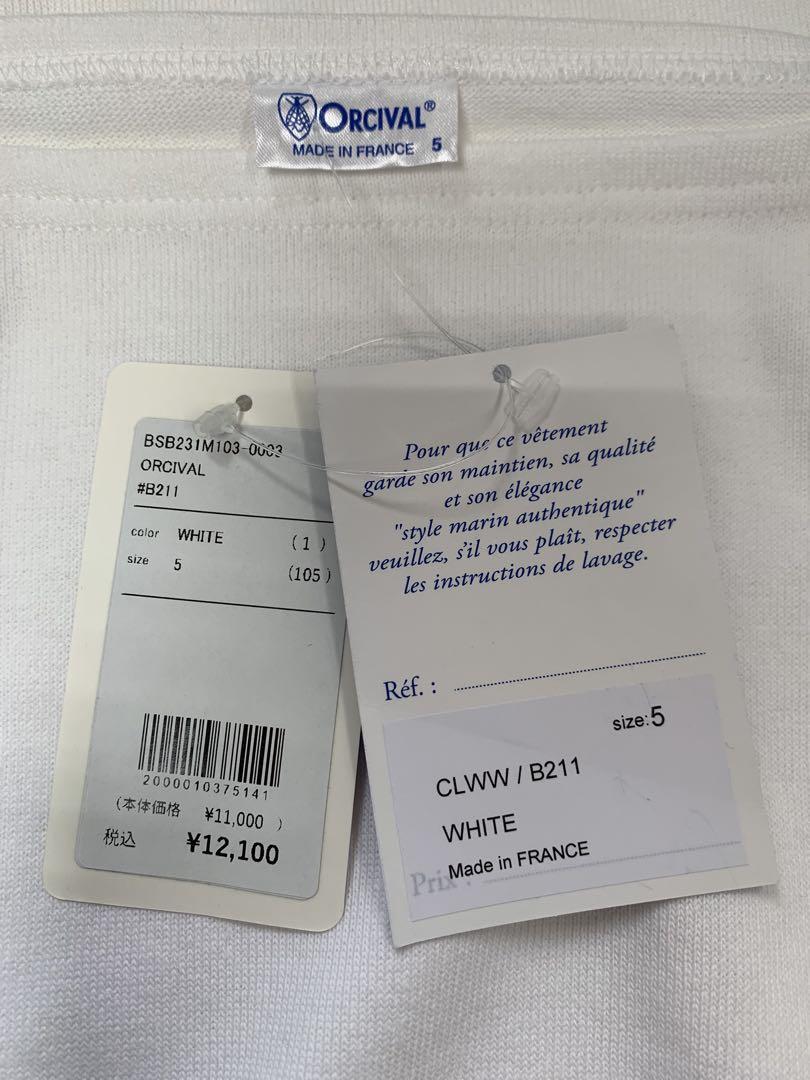 ORCIVAL®
MADE IN FRANCE 5
BSB231M103-0003
ORCIVAL
#B211
color WHITE (1)
size 5 (105)
2000010375141
(本体価格 ¥11,000 )
税込 ¥12,100
Pour que ce vêtement
garde son maintien, sa qualité
et son élégance
"style marin authentique"
veuillez, s'il vous plaît, respecter
les instructions de lavage.
Réf. :
size:5
CLWW / B211
WHITE
Made in FRANCE
Prix :